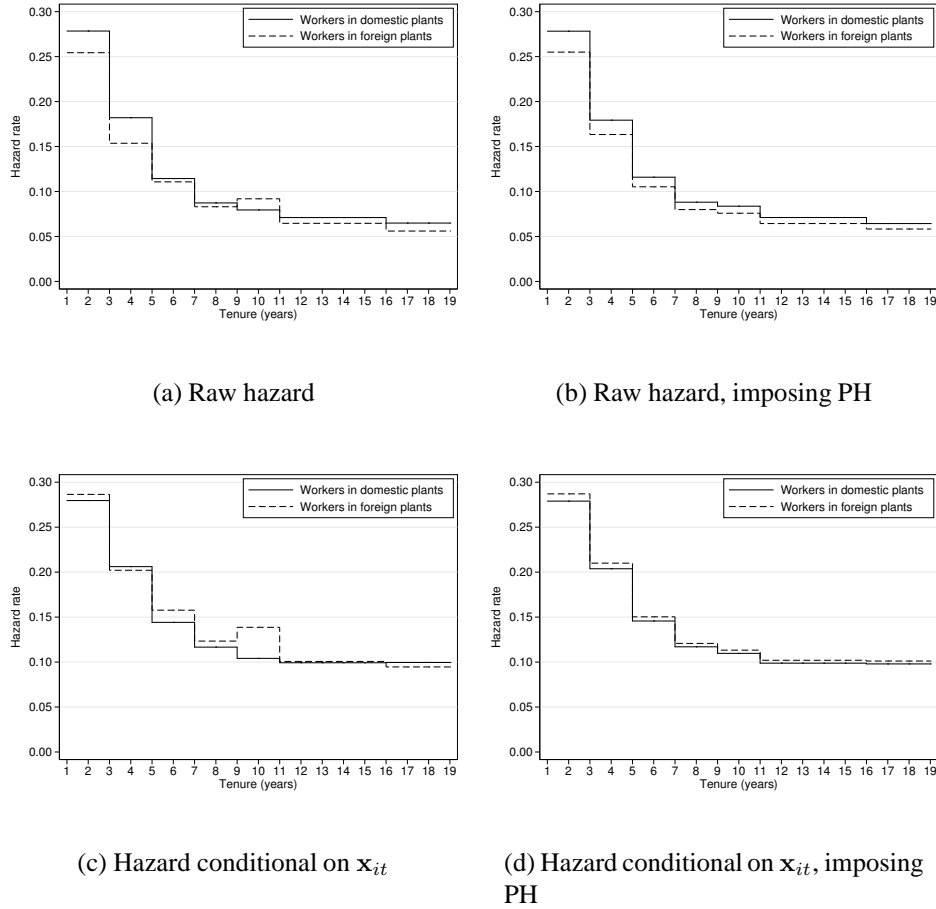 0.30
0.25
0.20
0.15
0.10
0.05
0.00
Hazard rate
Workers in domestic plants
Workers in foreign plants
1 2 3 4 5 6 7 8 9 10 11 12 13 14 15 16 17 18 19
Tenure (years)
(a) Raw hazard
0.30
0.25
0.20
0.15
0.10
0.05
0.00
Hazard rate
Workers in domestic plants
Workers in foreign plants
1 2 3 4 5 6 7 8 9 10 11 12 13 14 15 16 17 18 19
Tenure (years)
(b) Raw hazard, imposing PH
0.30
0.25
0.20
0.15
0.10
0.05
0.00
Hazard rate
Workers in domestic plants
Workers in foreign plants
1 2 3 4 5 6 7 8 9 10 11 12 13 14 15 16 17 18 19
Tenure (years)
(c) Hazard conditional on x_it
0.30
0.25
0.20
0.15
0.10
0.05
0.00
Hazard rate
Workers in domestic plants
Workers in foreign plants
1 2 3 4 5 6 7 8 9 10 11 12 13 14 15 16 17 18 19
Tenure (years)
(d) Hazard conditional on x_it, imposing
PH